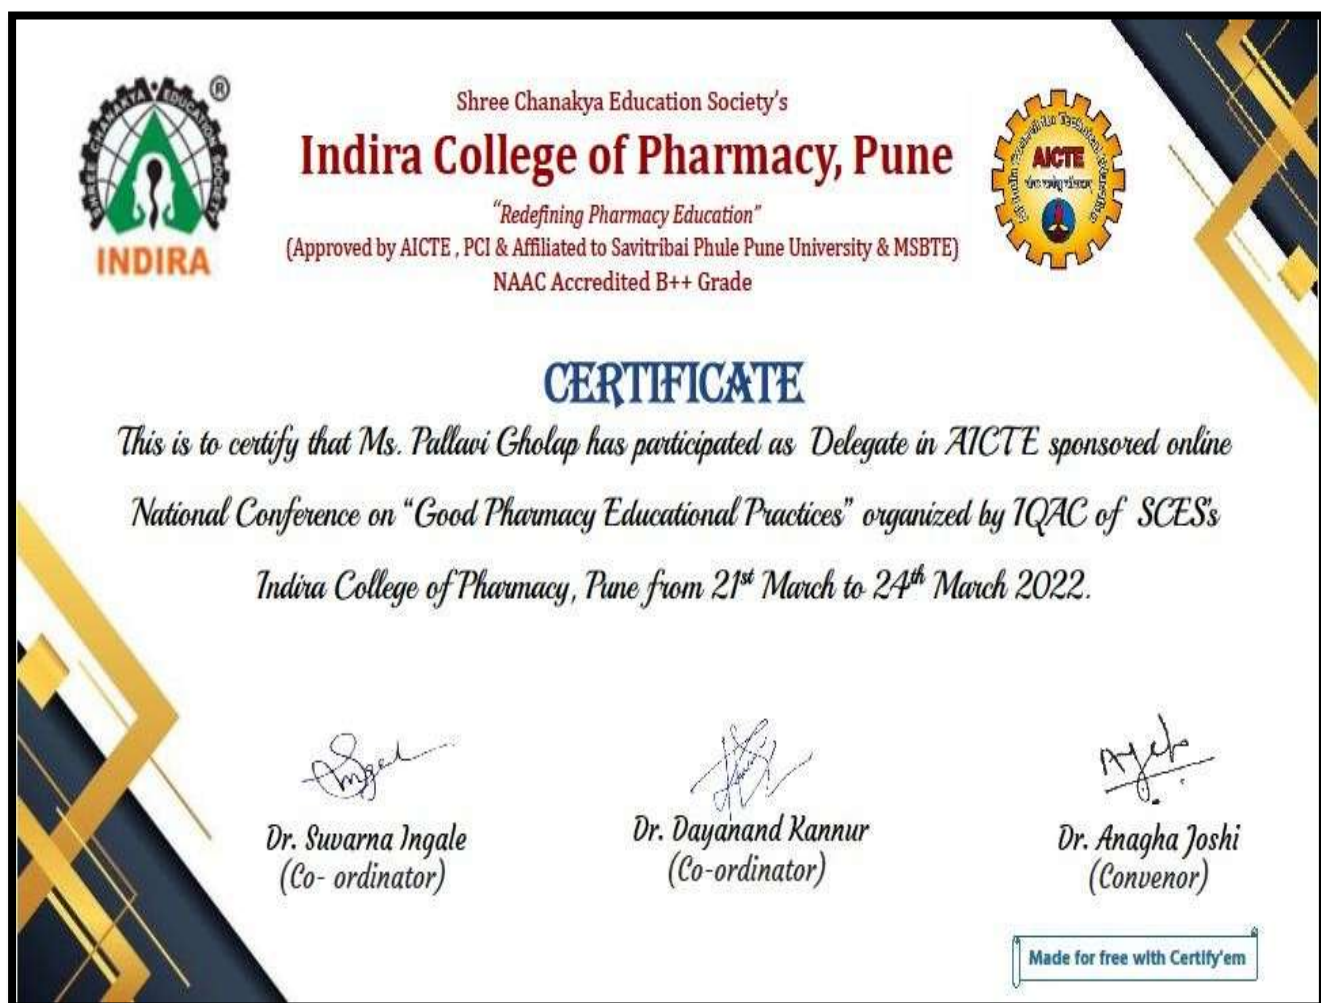 Shree Chanakya Education Society's
Indira College of Pharmacy, Pune
"Redefining Pharmacy Education"
(Approved by AICTE , PCI & Affiliated to Savitribai Phule Pune University & MSBTE)
NAAC Accredited B++ Grade
SHREE CHANAKYA EDUCATION SOCIETY
®
INDIRA
AICTE
CERTIFICATE
This is to certify that Ms. Pallavi Gholap has participated as Delegate in AICTE sponsored online
National Conference on “Good Pharmacy Educational Practices” organized by IQAC of SCES's
Indira College of Pharmacy, Pune from 21st March to 24th March 2022.
Dr. Suvarna Ingale
(Co- ordinator)
Dr. Dayanand Kannur
(Co-ordinator)
Dr. Anagha Joshi
(Convenor)
Made for free with Certify'em